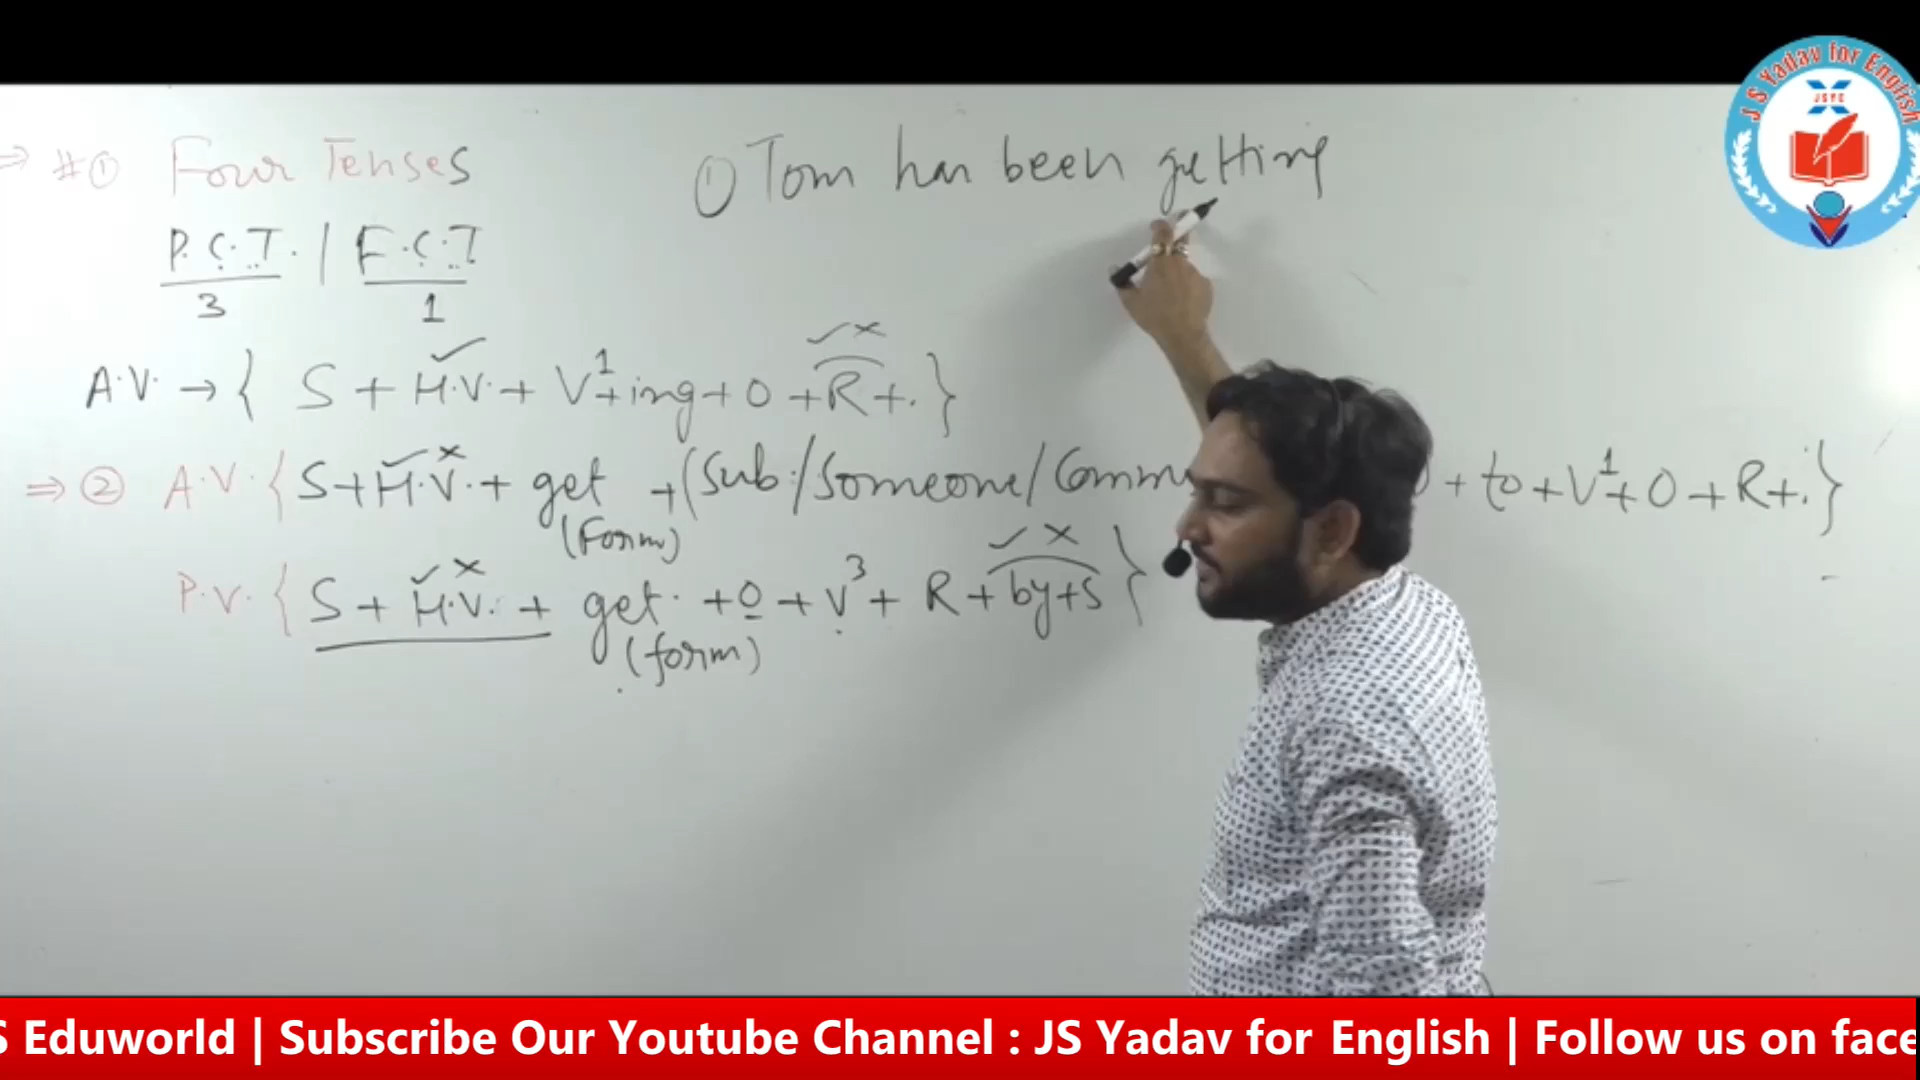 ⇒ #① Four Tenses
P.C.T. / F.C.T
3 1
A.V. → { S + H.V. + V¹+ing + O + R + . }
⇒ ② A.V. { S + H.V. + get + (Sub./Someone/Comm + to + V¹ + O + R + . }
(Form)
P.V. { S + H.V. + get + O + V³ + R + by + S }
(form)
① Tom has been getting
J S Yadav for English
JSYE
S Eduworld | Subscribe Our Youtube Channel : JS Yadav for English | Follow us on face